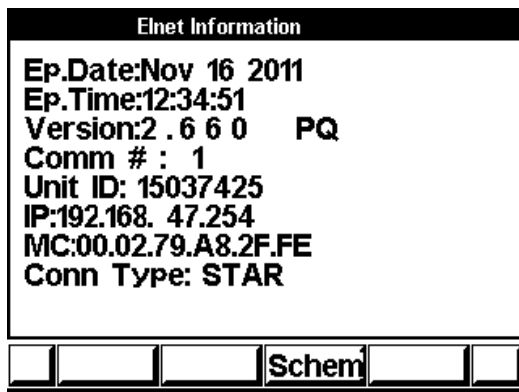 Elnet Information
Ep.Date:Nov 16 2011
Ep.Time:12:34:51
Version:2 . 6 6 0 PQ
Comm # : 1
Unit ID: 15037425
IP:192.168. 47.254
MC:00.02.79.A8.2F.FE
Conn Type: STAR
Schem